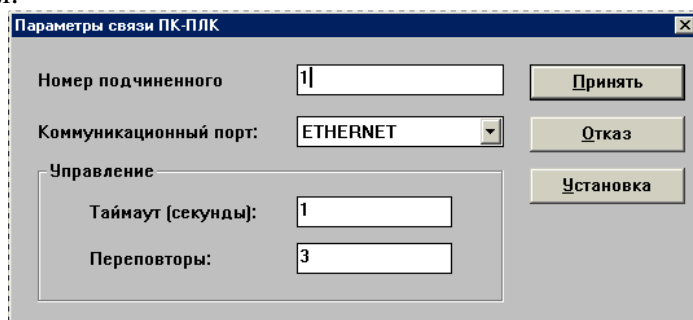 Параметры связи ПК-ПЛК
Номер подчиненного 1
Принять
Коммуникационный порт: ETHERNET
Отказ
Управление
Установка
Таймаут (секунды): 1
Переповторы: 3